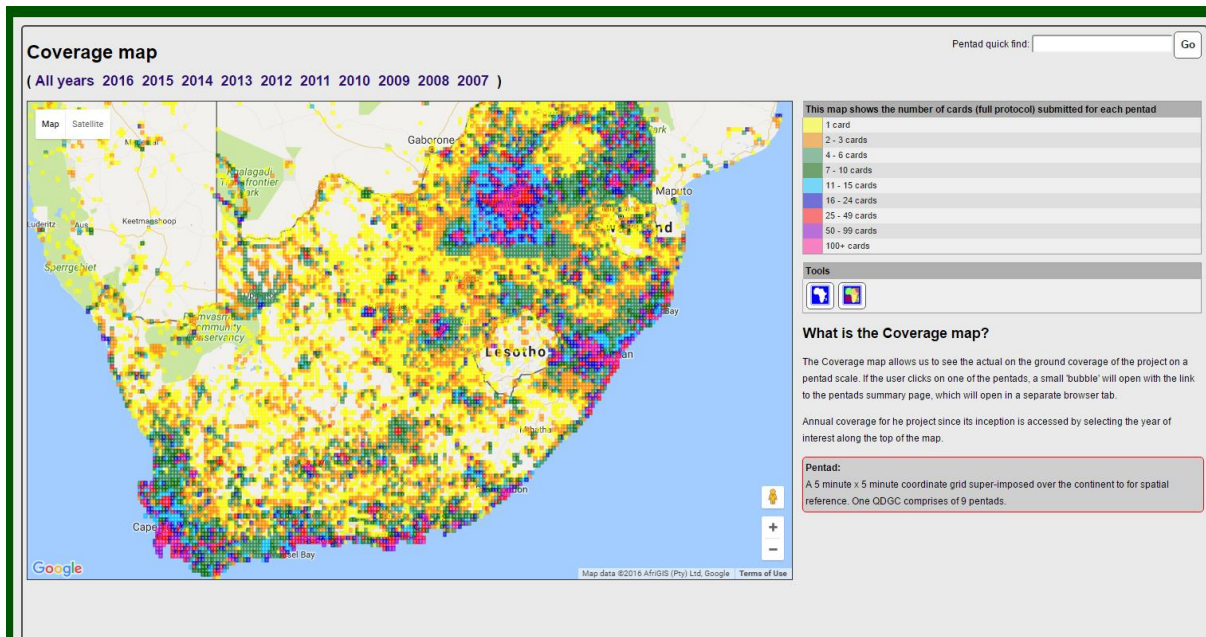 Coverage map
Pentad quick find:
Go
( All years 2016 2015 2014 2013 2012 2011 2010 2009 2008 2007 )
Map Satellite
Gaborone
Maputo
Keetmanshoop
Luderitz Aus
Sperrgebiet
Lesotho
Google
Map data ©2016 AfriGIS (Pty) Ltd, Google Terms of Use
This map shows the number of cards (full protocol) submitted for each pentad
1 card
2 - 3 cards
4 - 6 cards
7 - 10 cards
11 - 15 cards
16 - 24 cards
25 - 49 cards
50 - 99 cards
100+ cards
Tools
What is the Coverage map?
The Coverage map allows us to see the actual on the ground coverage of the project on a
pentad scale. If the user clicks on one of the pentads, a small 'bubble' will open with the link
to the pentads summary page, which will open in a separate browser tab.
Annual coverage for he project since its inception is accessed by selecting the year of
interest along the top of the map.
Pentad:
A 5 minute x 5 minute coordinate grid super-imposed over the continent to for spatial
reference. One QDGC comprises of 9 pentads.